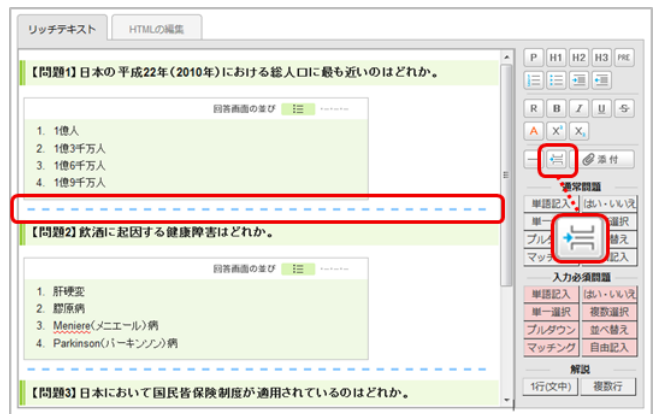 リッチテキスト HTMLの編集
P H1 H2 H3 PRE
【問題1】日本の平成22年(2010年)における総人口に最も近いのはどれか。
R B I U S
回答画面の並び
A X² X₂
1. 1億人
2. 1億3千万人
3. 1億6千万人
4. 1億9千万人
添付
通常問題
単語記入 はい・いいえ
【問題2】飲酒に起因する健康障害はどれか。
回答画面の並び
入力必須問題
1. 肝硬変
2. 膠原病
3. Meniere(メニエール)病
4. Parkinson(パーキンソン)病
単語記入 はい・いいえ
単一選択 複数選択
プルダウン 並べ替え
マッチング 自由記入
解説
1行(文中) 複数行
【問題3】日本において国民皆保険制度が適用されているのはどれか。